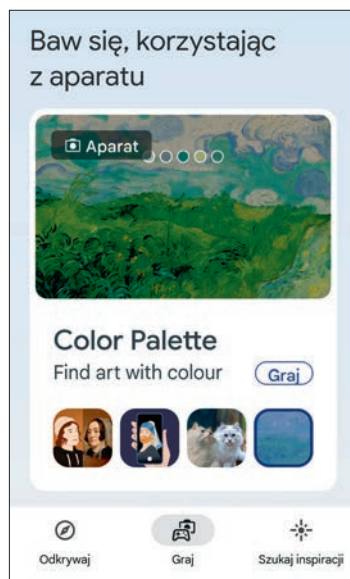 Baw się, korzystając
z aparatu
Aparat
Color Palette
Find art with colour
Graj
Odkrywaj
Graj
Szukaj inspiracji